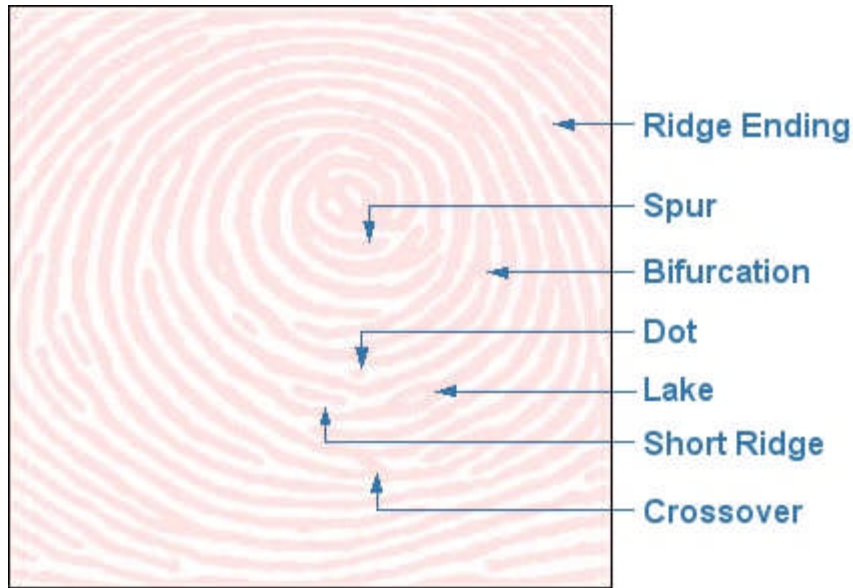 Ridge Ending
Spur
Bifurcation
Dot
Lake
Short Ridge
Crossover